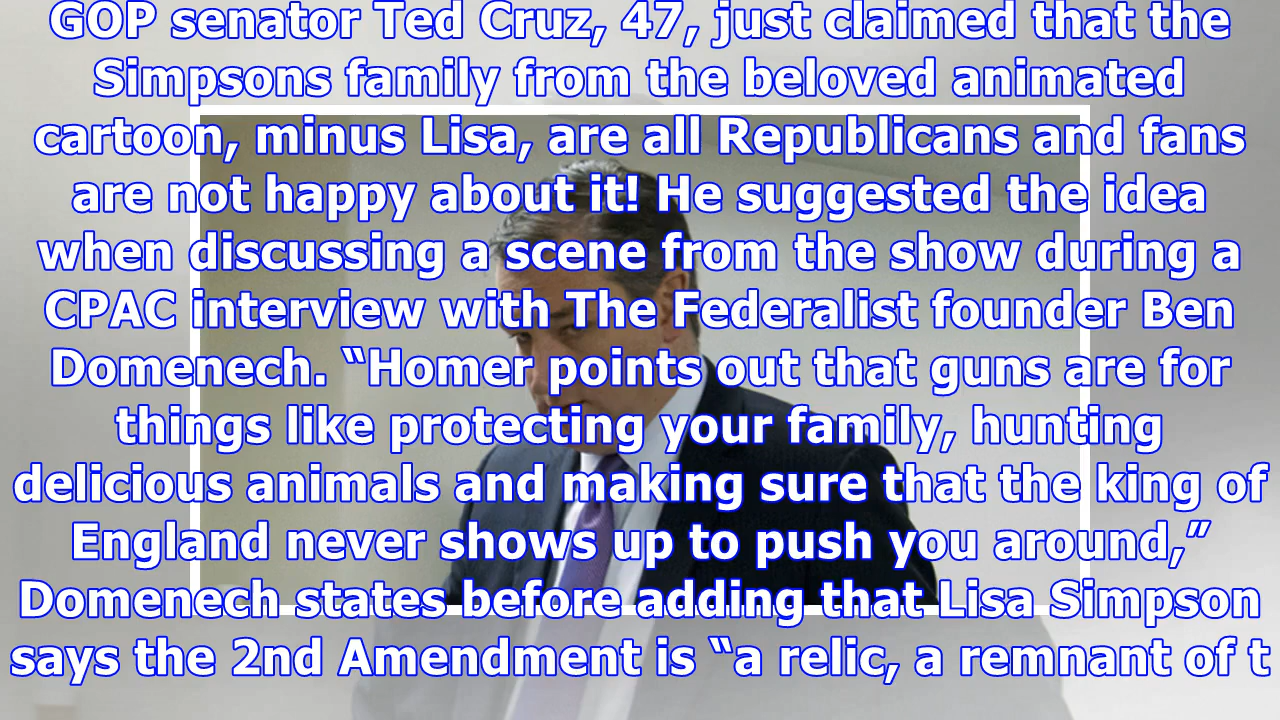 GOP senator Ted Cruz, 47, just claimed that the
Simpsons family from the beloved animated
cartoon, minus Lisa, are all Republicans and fans
are not happy about it! He suggested the idea
when discussing a scene from the show during a
CPAC interview with The Federalist founder Ben
Domenech. “Homer points out that guns are for
things like protecting your family, hunting
delicious animals and making sure that the king of
England never shows up to push you around,”
Domenech states before adding that Lisa Simpson
says the 2nd Amendment is “a relic, a remnant of t